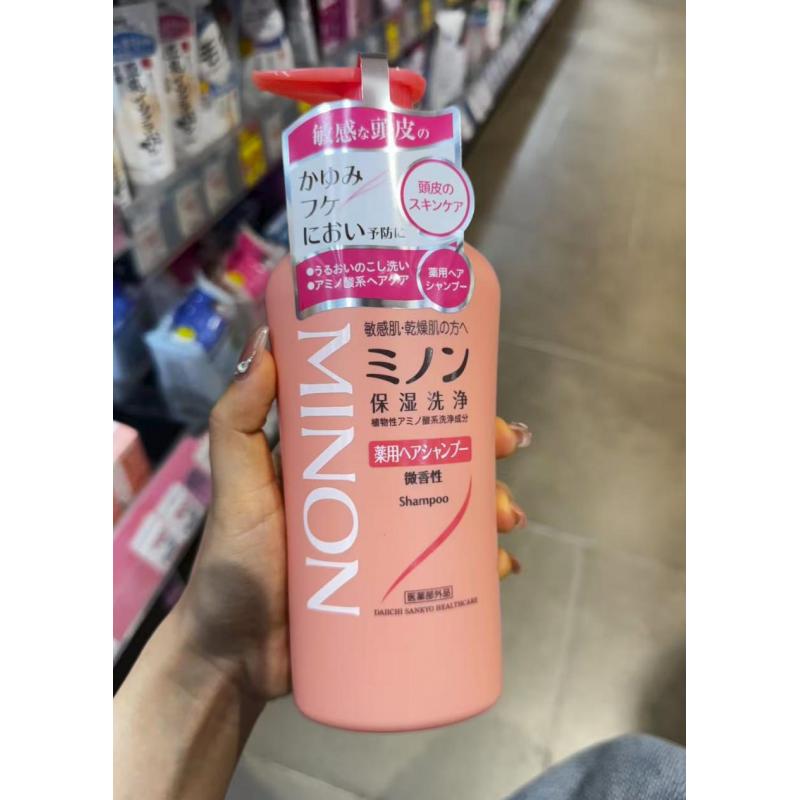 敏感な頭皮の
かゆみ
フケ
におい予防に
頭皮の
スキンケア
●うるおいのこし洗い
●アミノ酸系ヘアケア
薬用ヘア
シャンプー
敏感肌・乾燥肌の方へ
ミノン
保湿洗浄
植物性アミノ酸系洗浄成分
薬用ヘアシャンプー
微香性
Shampoo
MINON
医薬部外品
DAIICHI SANKYO HEALTHCARE